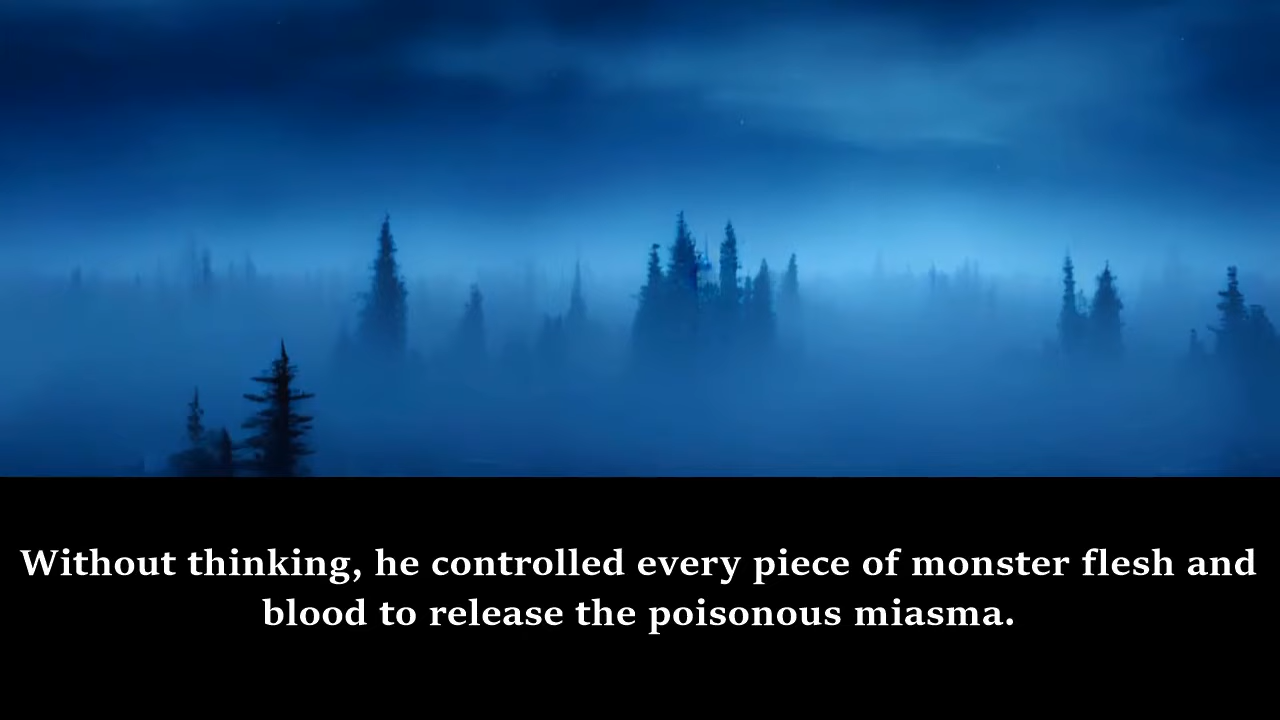 Without thinking, he controlled every piece of monster flesh and
blood to release the poisonous miasma.